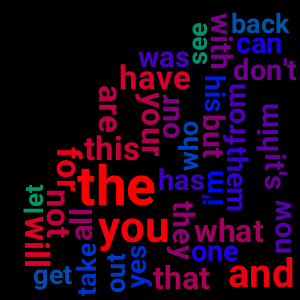 back
can
don't
see
with
was
have
his
are
your
our
but
from
him
who
this
them
it's
for
the
has
i'm
let
not
all
you
they
what
now
will
one
get
take
out
yes
that
and